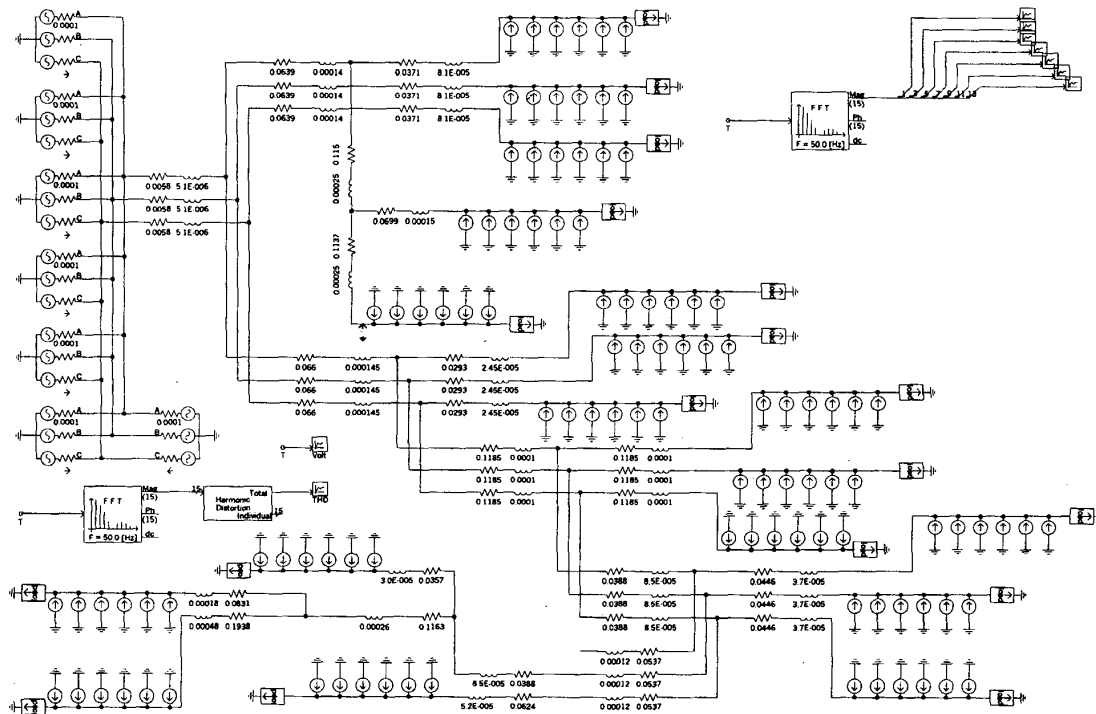 A
0.0001
B
C
A
0.0001
B
C
A
0.0001
B
C
A
0.0001
B
C
A
0.0001
B
C
A
0.0001
B
C
A
0.0001
B
C
0.0058 5.1E-006
0.0058 5.1E-006
0.0058 5.1E-006
0.0639 0.00014 0.0371 8.1E-005
0.0639 0.00014 0.0371 8.1E-005
0.0639 0.00014 0.0371 8.1E-005
0.115
0.00025
0.0699 0.00015
0.1137
0.00025
T
FFT
F = 50.0 [Hz]
Mag
(15)
Ph
(15)
dc
0.066 0.000145 0.0293 2.45E-005
0.066 0.000145 0.0293 2.45E-005
0.066 0.000145 0.0293 2.45E-005
T
Volt
0.1185 0.0001 0.1185 0.0001
0.1185 0.0001 0.1185 0.0001
0.1185 0.0001 0.1185 0.0001
T
FFT
F = 50.0 [Hz]
Mag
(15)
Ph
(15)
dc
15
Total
Harmonic
Distortion
Individual
15
THD
3.0E-005 0.0357
0.0388 8.5E-005 0.0446 3.7E-005
0.0388 8.5E-005 0.0446 3.7E-005
0.0388 8.5E-005 0.0446 3.7E-005
0.00018 0.0831
0.00048 0.1938 0.00026 0.1163
0.00012 0.0537
8.5E-005 0.0388 0.00012 0.0537
5.2E-005 0.0624 0.00012 0.0537